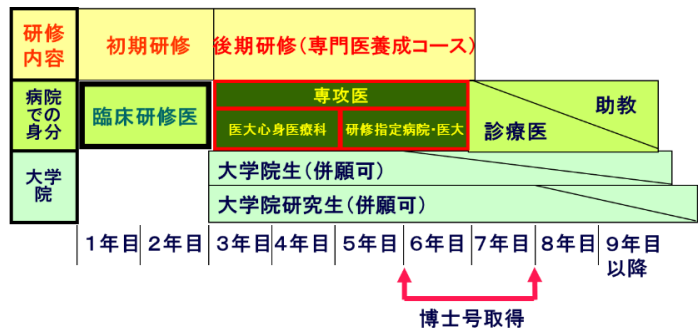 研修
内容
初期研修
後期研修(専門医養成コース)
病院
での
身分
臨床研修医
専攻医
医大心身医療科
研修指定病院・医大
診療医
助教
大学
院
大学院生(併願可)
大学院研究生(併願可)
1年目 2年目 3年目 4年目 5年目 6年目 7年目 8年目 9年目
以降
博士号取得